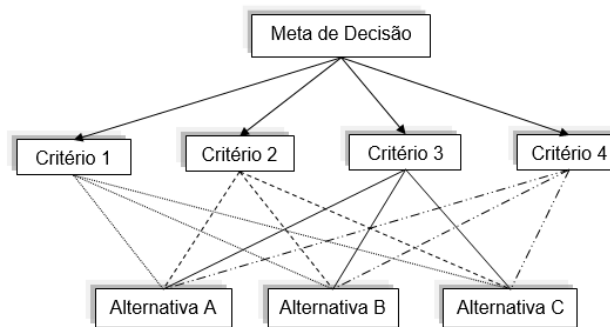 Meta de Decisão
Critério 1
Critério 2
Critério 3
Critério 4
Alternativa A
Alternativa B
Alternativa C